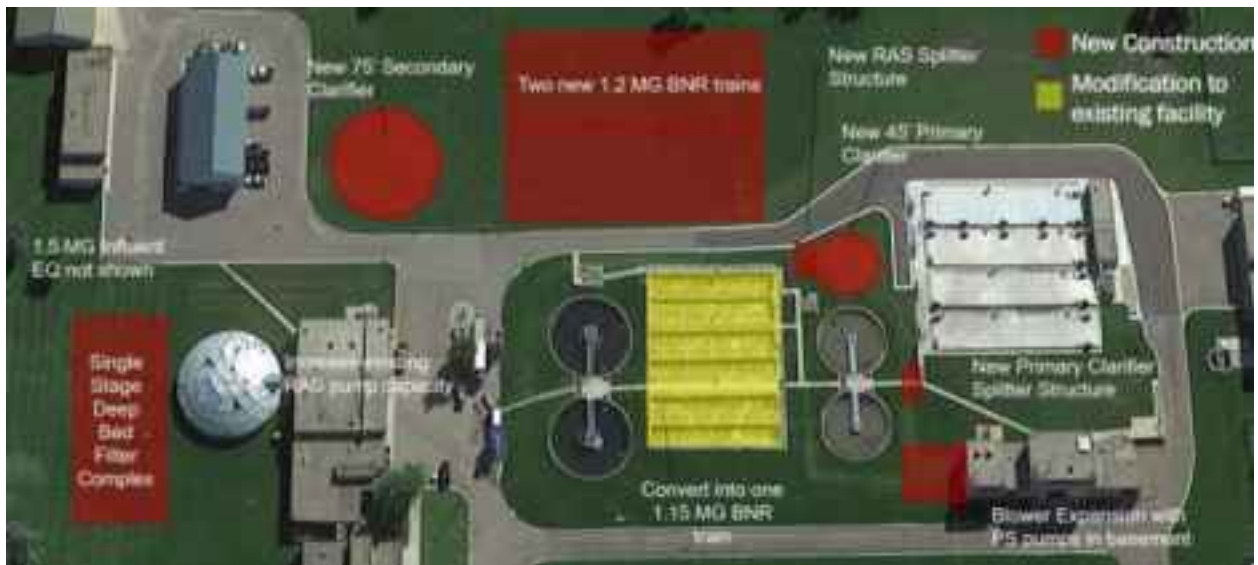 New 75' Secondary
Clarifier
Two new 1.2 MG BNR trains
New RAS Splitter
Structure
New Construction
Modification to
existing facility
New 45' Primary
Clarifier
1.5 MG Influent
EQ not shown
Single
Stage
Deep
Bed
Filter
Complex
existing
RAS pump capacity
New Primary Clarifier
Splitter Structure
Convert into one
1.15 MG BNR
train
Blower Expansion with
PS pumps in basement